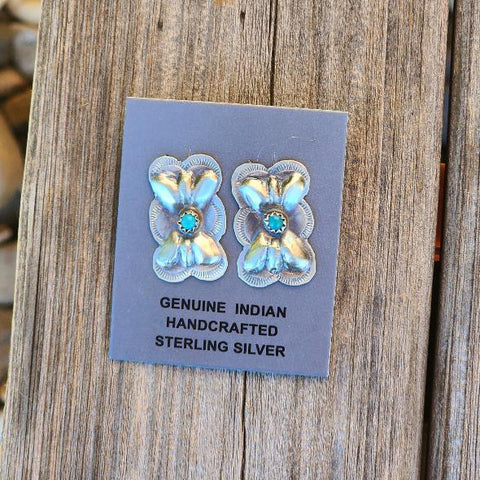 GENUINE INDIAN
HANDCRAFTED
STERLING SILVER